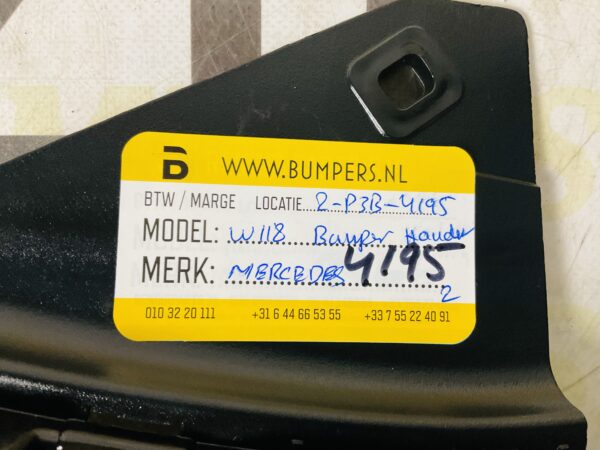 B WWW.BUMPERS.NL
BTW / MARGE LOCATIE 2-P3B-4195
MODEL: W118 Bumper Houder
MERK: MERCEDES 4195
2
010 32 20 111 +31 6 44 66 53 55 +33 7 55 22 40 91